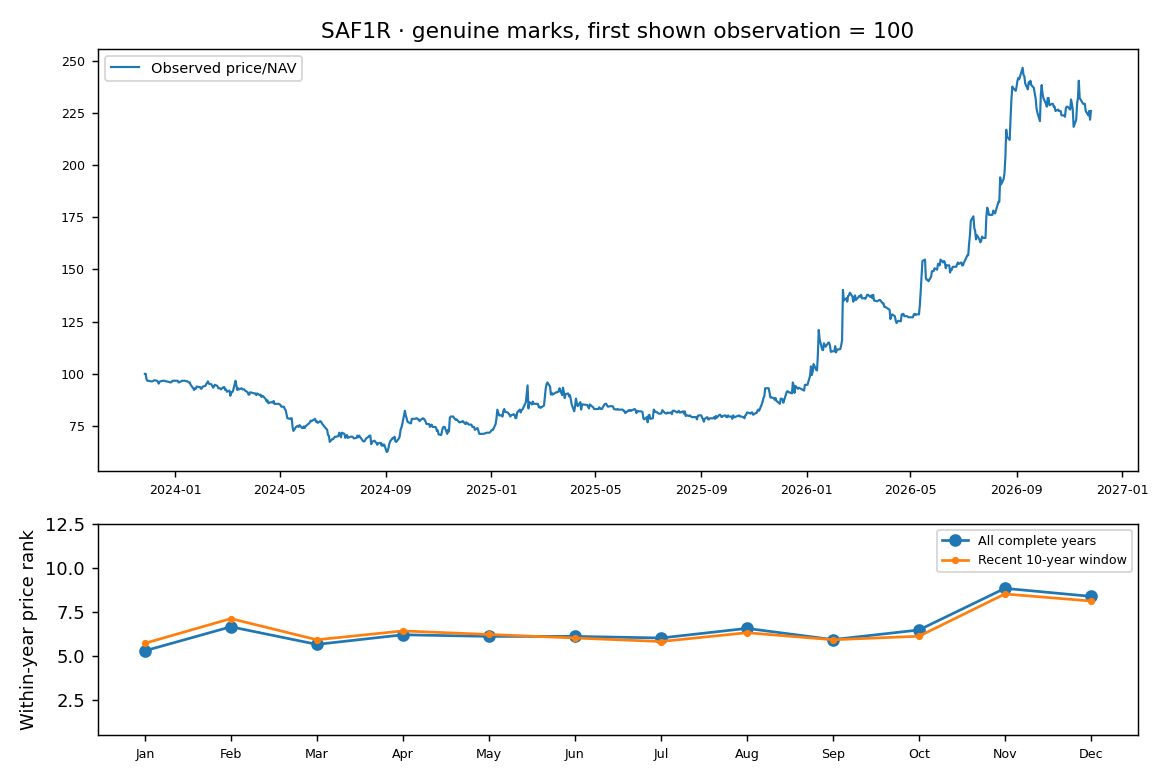 SAF1R · genuine marks, first shown observation = 100
Observed price/NAV
250
225
200
175
150
125
100
75
2024-01 2024-05 2024-09 2025-01 2025-05 2025-09 2026-01 2026-05 2026-09 2027-01
Within-year price rank
12.5
10.0
7.5
5.0
2.5
All complete years
Recent 10-year window
Jan Feb Mar Apr May Jun Jul Aug Sep Oct Nov Dec